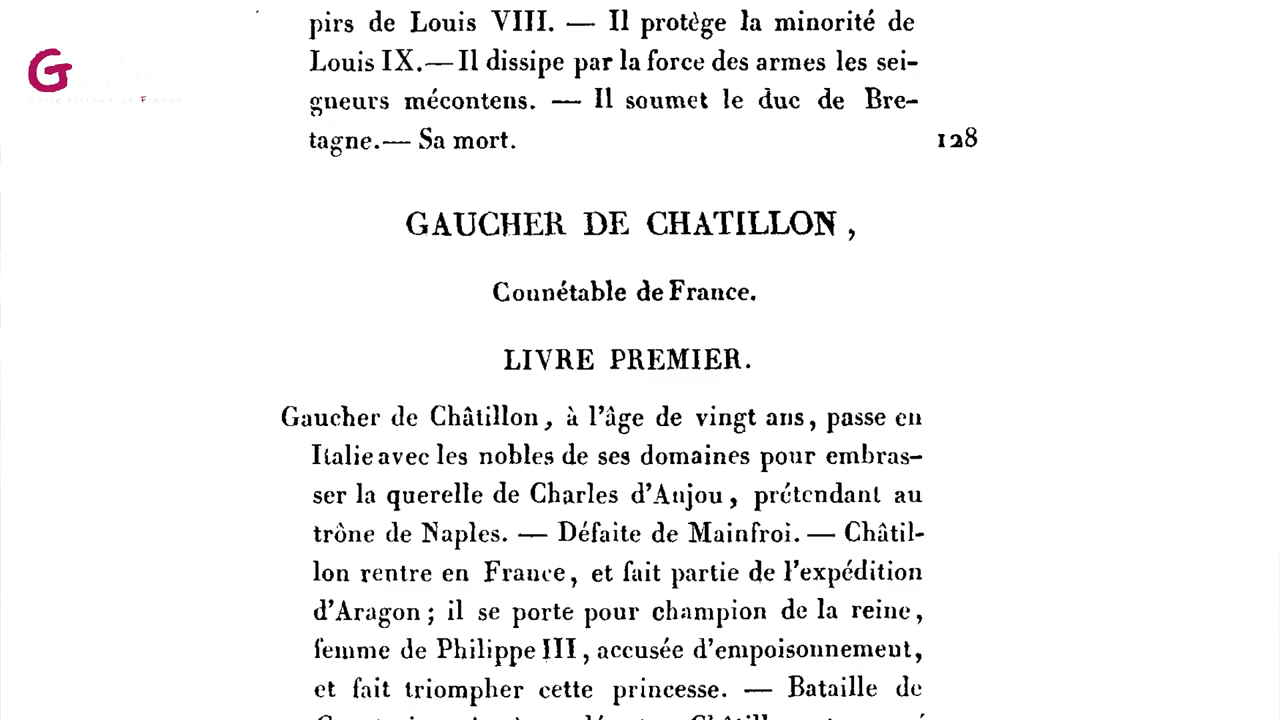 pirs de Louis VIII. — Il protège la minorité de
Louis IX.— Il dissipe par la force des armes les sei-
gneurs mécontens. — Il soumet le duc de Bre-
tagne.— Sa mort. 128
GAUCHER DE CHATILLON,
Connétable de France.
LIVRE PREMIER.
Gaucher de Châtillon, à l'âge de vingt ans, passe en
Italie avec les nobles de ses domaines pour embras-
ser la querelle de Charles d'Anjou, prétendant au
trône de Naples. — Défaite de Mainfroi. — Châtil-
lon rentre en France, et fait partie de l'expédition
d'Aragon; il se porte pour champion de la reine,
femme de Philippe III, accusée d'empoisonnement,
et fait triompher cette princesse. — Bataille de